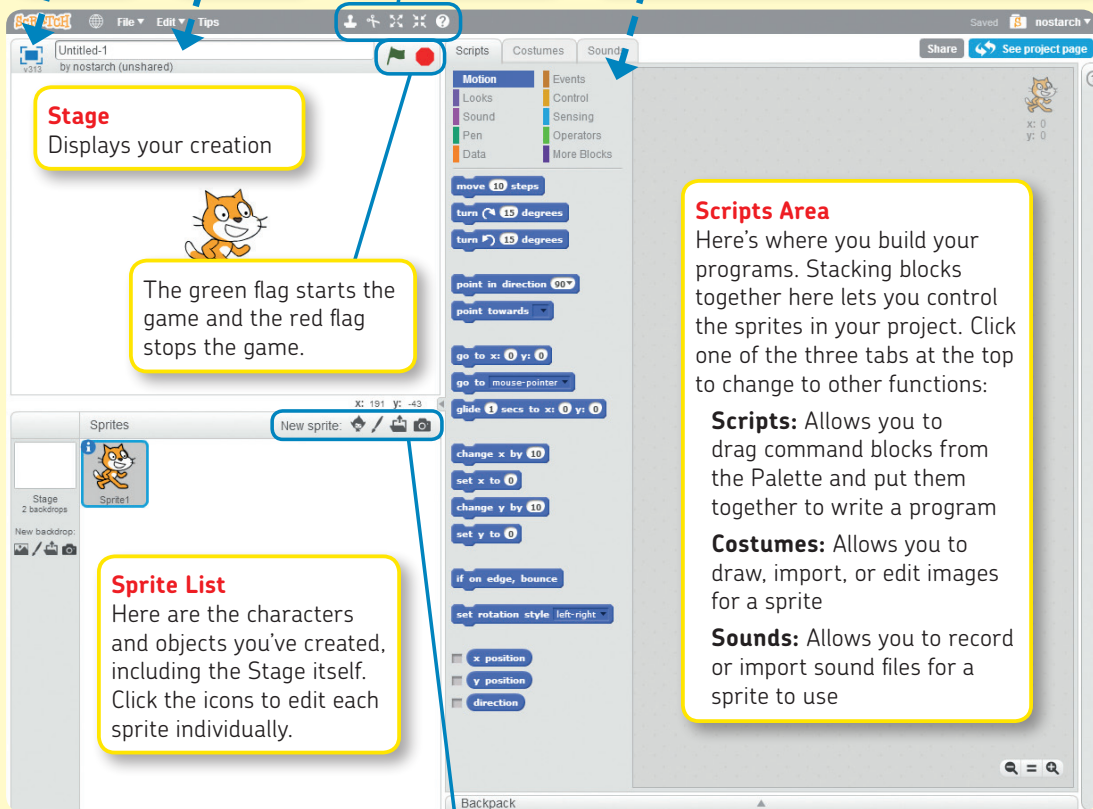 SCRATCH File Edit Tips
Saved nostarch
Untitled-1
v313 by nostarch (unshared)
Scripts Costumes Sounds
Share See project page
Stage
Displays your creation
The green flag starts the
game and the red flag
stops the game.
X: 191 y: -43
Sprites New sprite:
Stage
2 backdrops
New backdrop:
Sprite1
Sprite List
Here are the characters
and objects you've created,
including the Stage itself.
Click the icons to edit each
sprite individually.
Motion Events
Looks Control
Sound Sensing
Pen Operators
Data More Blocks
move 10 steps
turn 15 degrees
turn 15 degrees
point in direction 90
point towards
go to x: 0 y: 0
go to mouse-pointer
glide 1 secs to x: 0 y: 0
change x by 10
set x to 0
change y by 10
set y to 0
if on edge, bounce
set rotation style left-right
x position
y position
direction
x: 0
y: 0
Scripts Area
Here's where you build your
programs. Stacking blocks
together here lets you control
the sprites in your project. Click
one of the three tabs at the top
to change to other functions:
Scripts: Allows you to
drag command blocks from
the Palette and put them
together to write a program
Costumes: Allows you to
draw, import, or edit images
for a sprite
Sounds: Allows you to record
or import sound files for a
sprite to use
Backpack